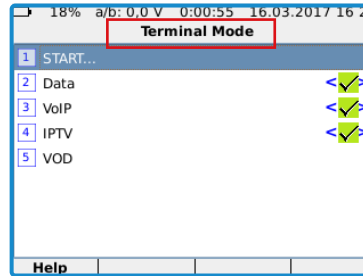 18% a/b: 0,0 V 0:00:55 16.03.2017 16
Terminal Mode
1 START...
2 Data < >
3 VoIP < >
4 IPTV < >
5 VOD
Help